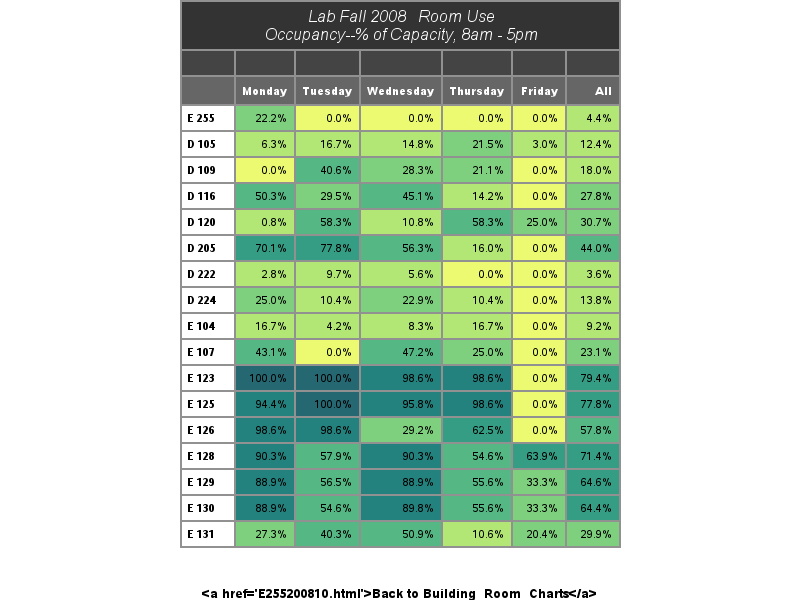 Lab Fall 2008 Room Use
Occupancy--% of Capacity, 8am - 5pm
Monday Tuesday Wednesday Thursday Friday All
E 255 22.2% 0.0% 0.0% 0.0% 0.0% 4.4%
D 105 6.3% 16.7% 14.8% 21.5% 3.0% 12.4%
D 109 0.0% 40.6% 28.3% 21.1% 0.0% 18.0%
D 116 50.3% 29.5% 45.1% 14.2% 0.0% 27.8%
D 120 0.8% 58.3% 10.8% 58.3% 25.0% 30.7%
D 205 70.1% 77.8% 56.3% 16.0% 0.0% 44.0%
D 222 2.8% 9.7% 5.6% 0.0% 0.0% 3.6%
D 224 25.0% 10.4% 22.9% 10.4% 0.0% 13.8%
E 104 16.7% 4.2% 8.3% 16.7% 0.0% 9.2%
E 107 43.1% 0.0% 47.2% 25.0% 0.0% 23.1%
E 123 100.0% 100.0% 98.6% 98.6% 0.0% 79.4%
E 125 94.4% 100.0% 95.8% 98.6% 0.0% 77.8%
E 126 98.6% 98.6% 29.2% 62.5% 0.0% 57.8%
E 128 90.3% 57.9% 90.3% 54.6% 63.9% 71.4%
E 129 88.9% 56.5% 88.9% 55.6% 33.3% 64.6%
E 130 88.9% 54.6% 89.8% 55.6% 33.3% 64.4%
E 131 27.3% 40.3% 50.9% 10.6% 20.4% 29.9%
<a href='E255200810.html'>Back to Building Room Charts</a>